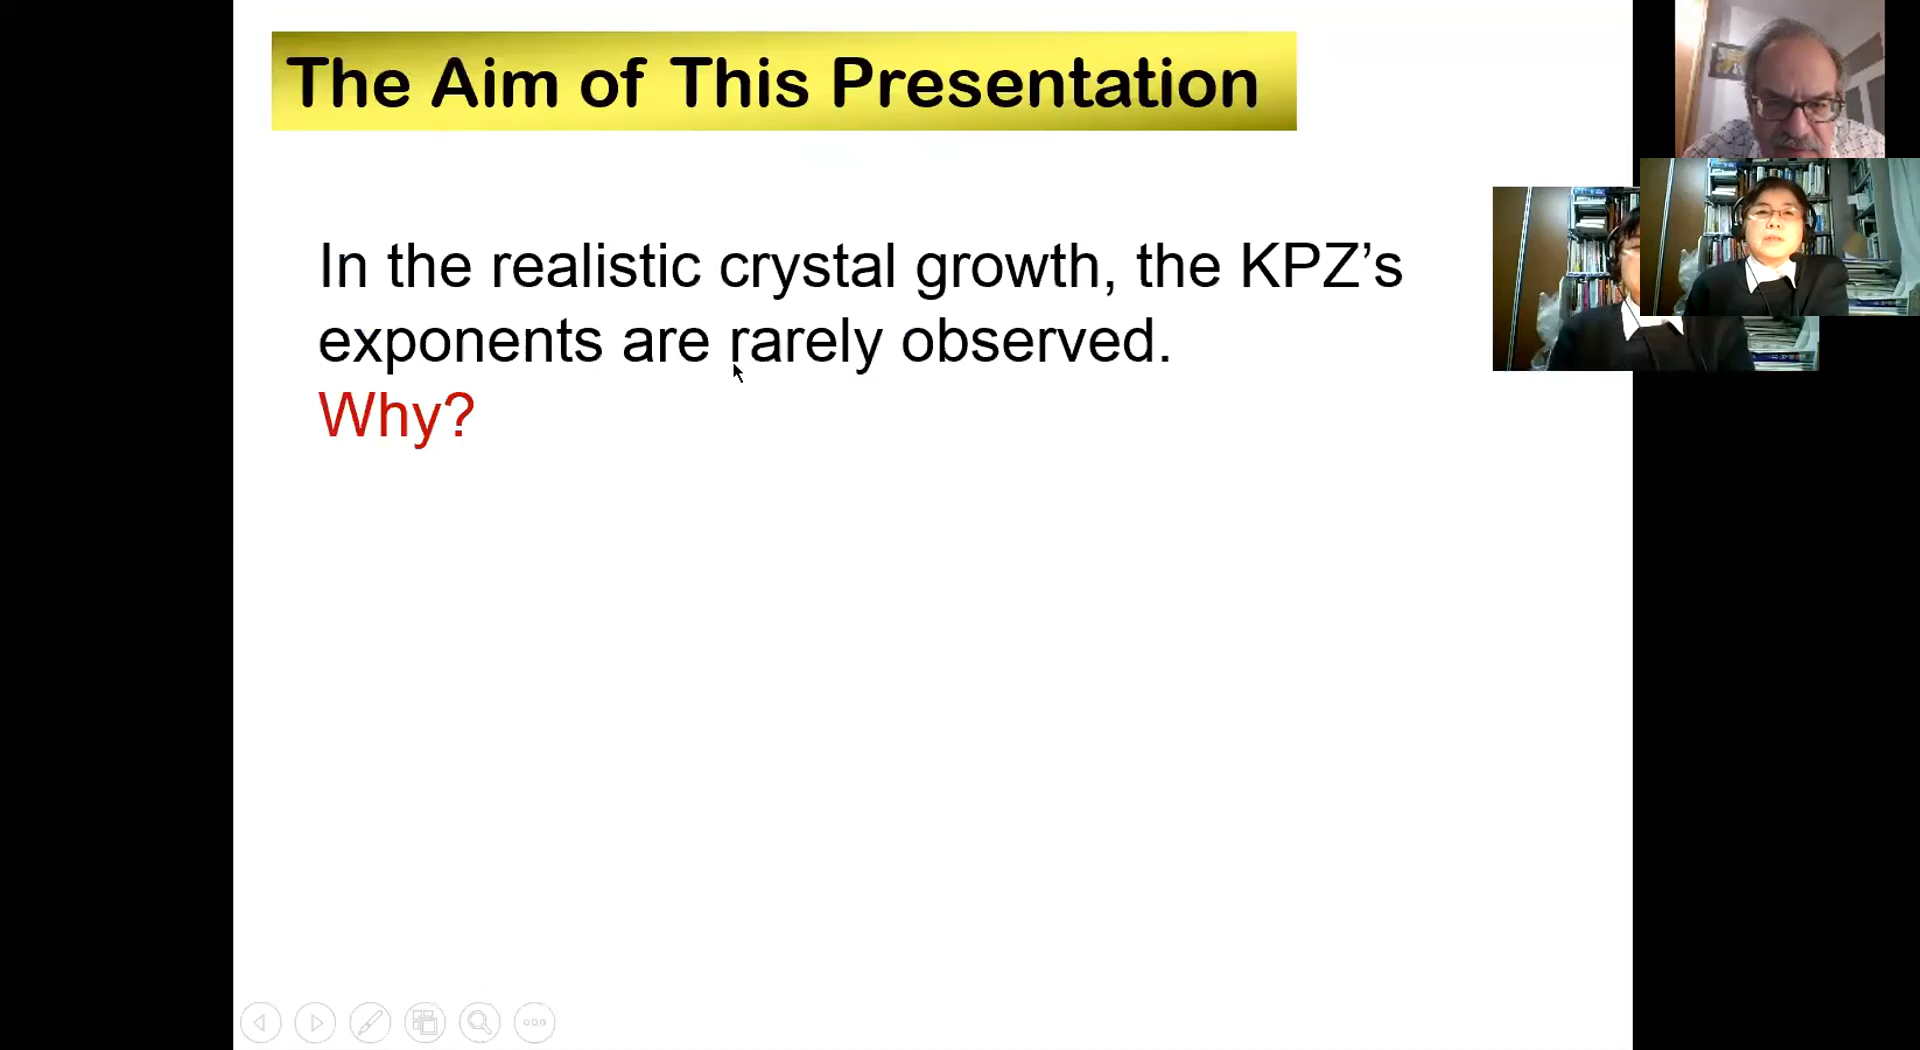 The Aim of This Presentation
In the realistic crystal growth, the KPZ’s
exponents are rarely observed.
Why?